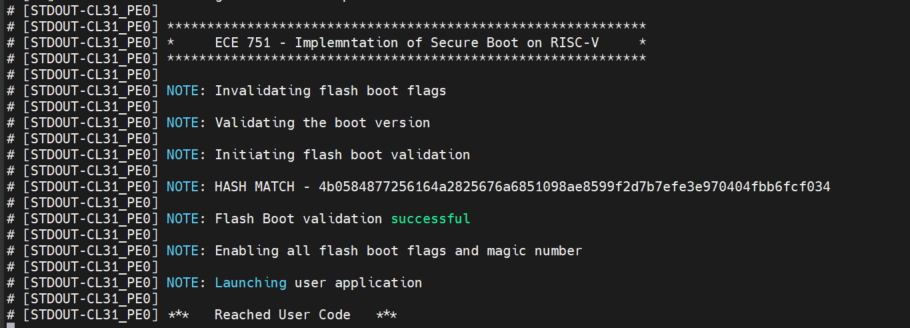 # [STDOUT-CL31_PE0]
# [STDOUT-CL31_PE0] ************************************************************
# [STDOUT-CL31_PE0] *     ECE 751 - Implemntation of Secure Boot on RISC-V     *
# [STDOUT-CL31_PE0] ************************************************************
# [STDOUT-CL31_PE0]
# [STDOUT-CL31_PE0] NOTE: Invalidating flash boot flags
# [STDOUT-CL31_PE0]
# [STDOUT-CL31_PE0] NOTE: Validating the boot version
# [STDOUT-CL31_PE0]
# [STDOUT-CL31_PE0] NOTE: Initiating flash boot validation
# [STDOUT-CL31_PE0]
# [STDOUT-CL31_PE0] NOTE: HASH MATCH - 4b0584877256164a2825676a6851098ae8599f2d7b7efe3e970404fbb6fcf034
# [STDOUT-CL31_PE0]
# [STDOUT-CL31_PE0] NOTE: Flash Boot validation successful
# [STDOUT-CL31_PE0]
# [STDOUT-CL31_PE0] NOTE: Enabling all flash boot flags and magic number
# [STDOUT-CL31_PE0]
# [STDOUT-CL31_PE0] NOTE: Launching user application
# [STDOUT-CL31_PE0]
# [STDOUT-CL31_PE0] ***   Reached User Code   ***